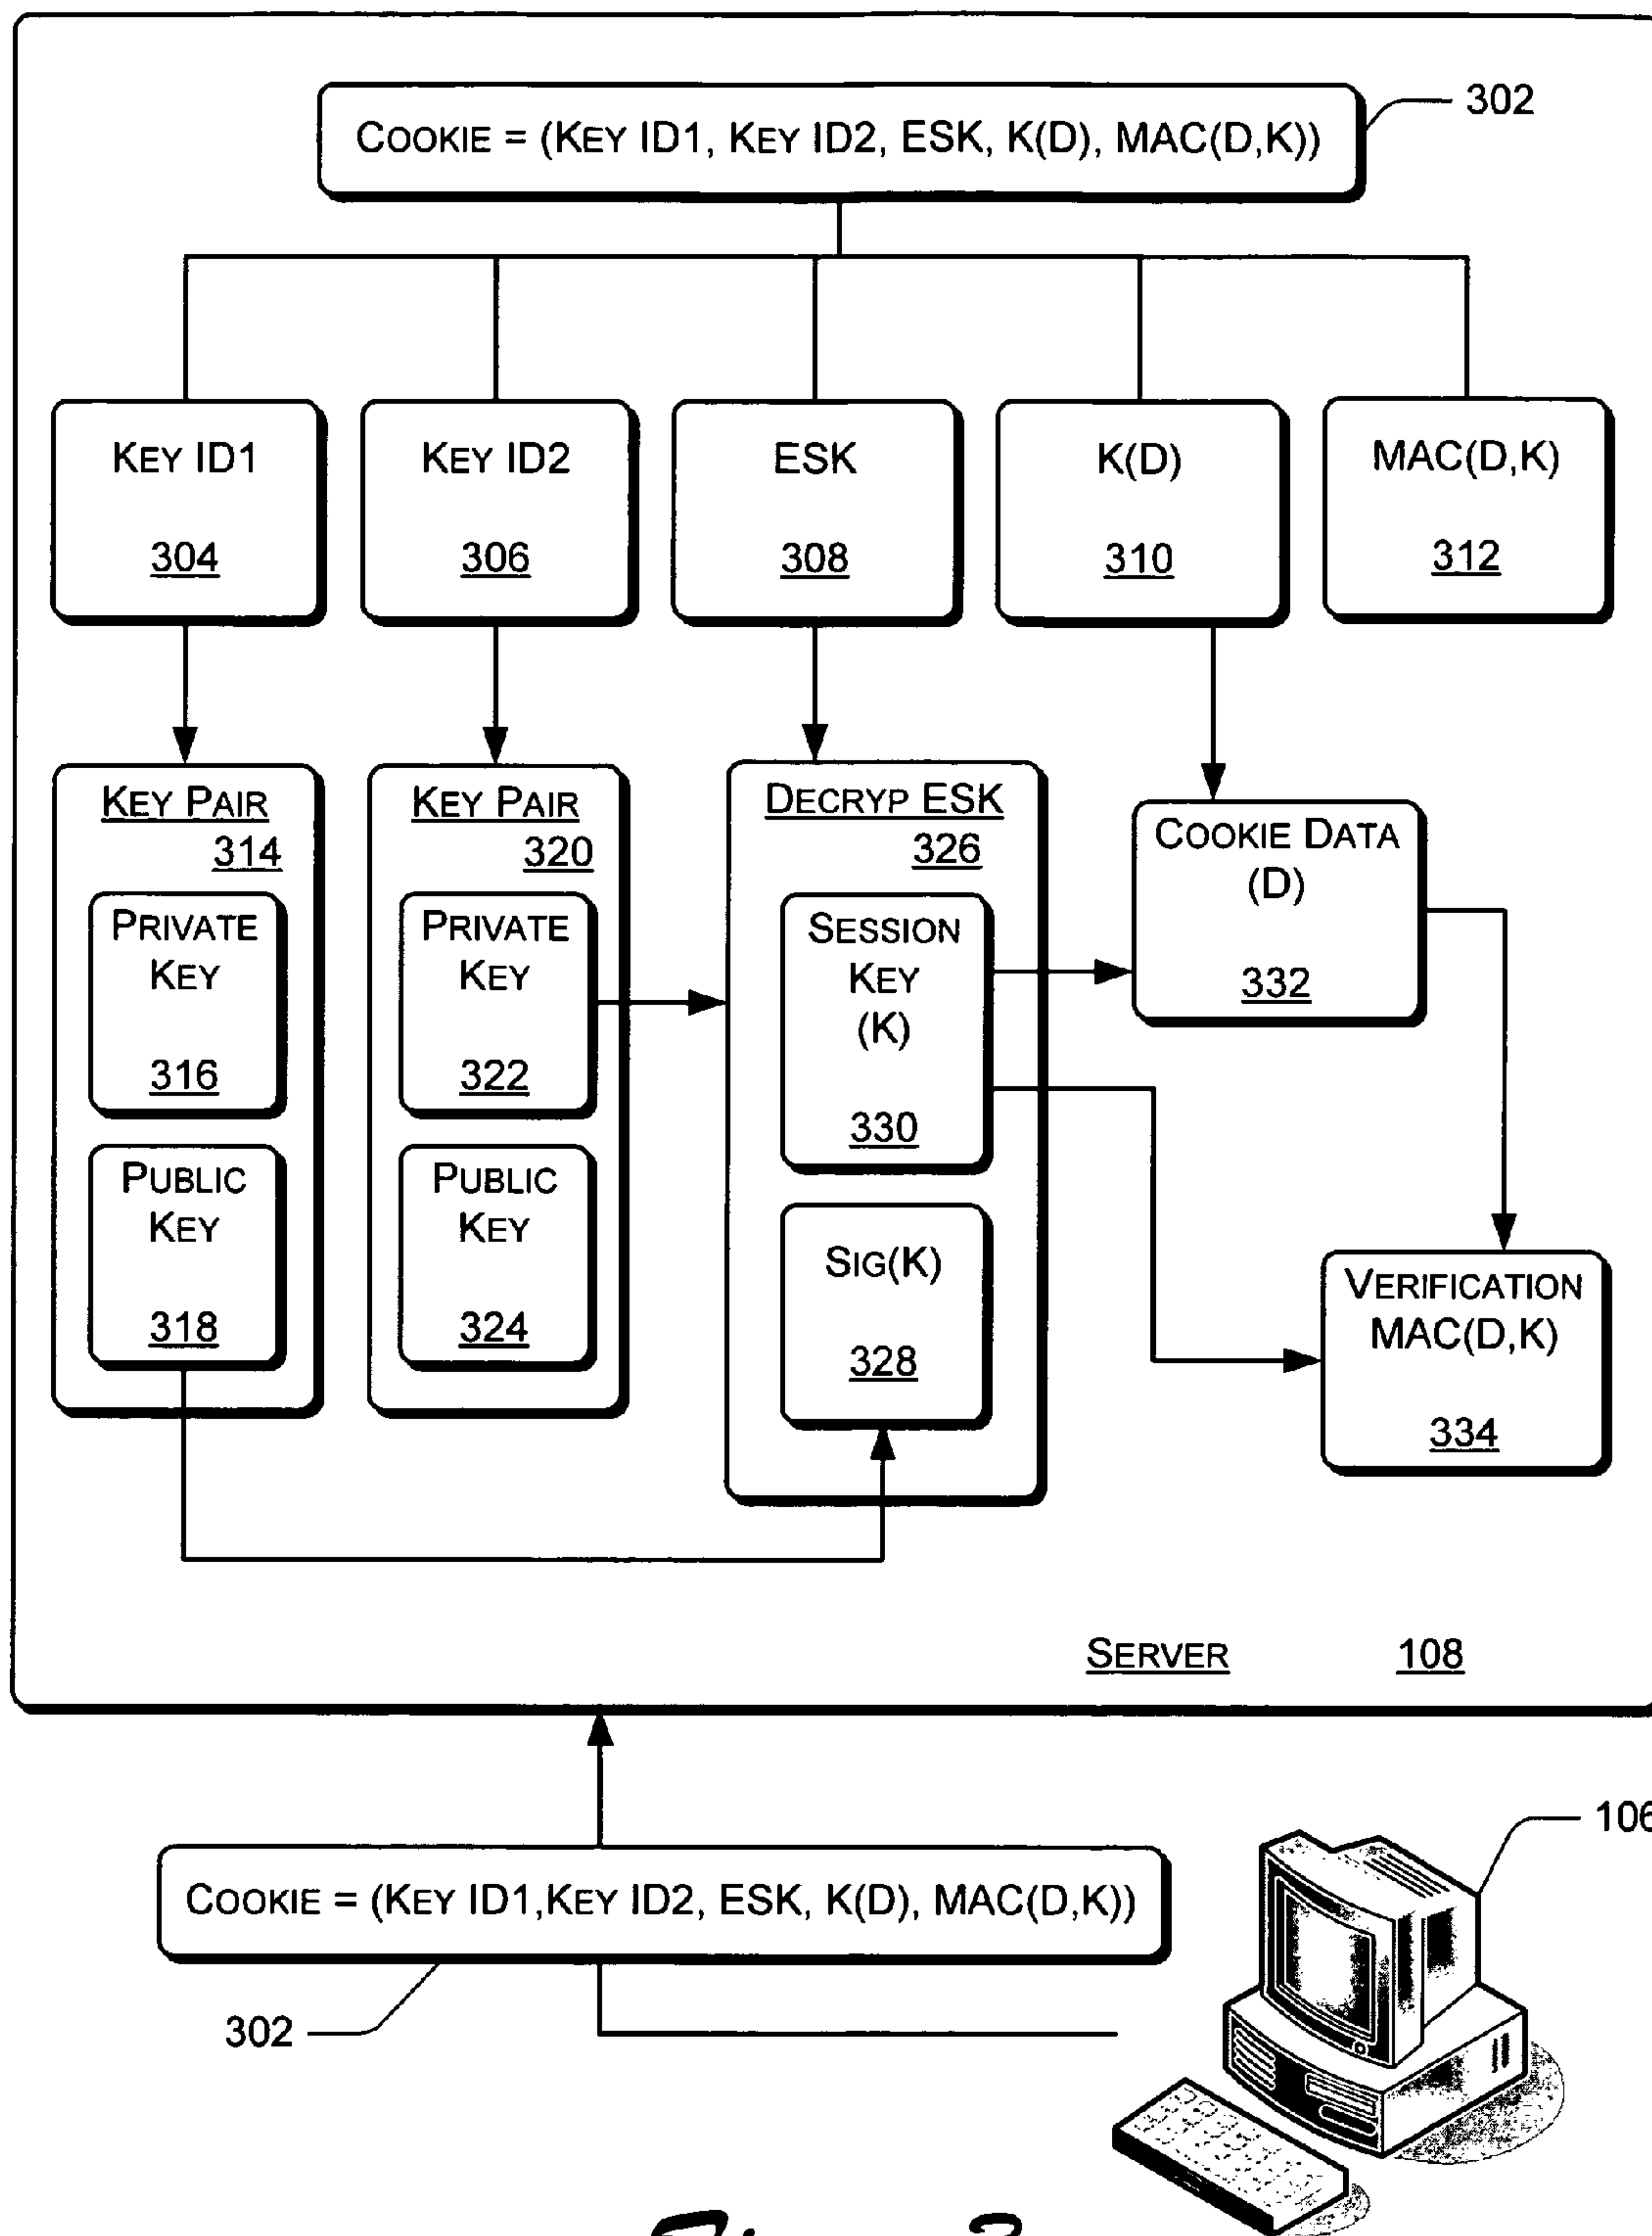 COOKIE = (KEY ID1, KEY ID2, ESK, K(D), MAC(D,K))
302
KEY ID1
304
KEY ID2
306
ESK
308
K(D)
310
MAC(D,K)
312
KEY PAIR
314
PRIVATE
KEY
316
PUBLIC
KEY
318
KEY PAIR
320
PRIVATE
KEY
322
PUBLIC
KEY
324
DECRYP ESK
326
SESSION
KEY
(K)
330
SIG(K)
328
COOKIE DATA
(D)
332
VERIFICATION
MAC(D,K)
334
SERVER 108
COOKIE = (KEY ID1,KEY ID2, ESK, K(D), MAC(D,K))
302
106